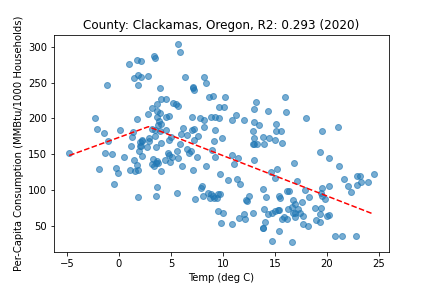 County: Clackamas, Oregon, R2: 0.293 (2020)
Per-Capita Consumption (MMBtu/1000 Households)
300
250
200
150
100
50
−5 0 5 10 15 20 25
Temp (deg C)